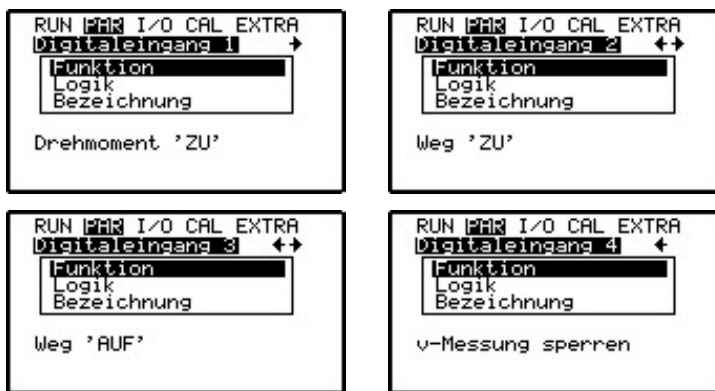 RUN PAR I/O CAL EXTRA
Digitaleingang 1 →
Funktion
Logik
Bezeichnung
Drehmoment 'ZU'
RUN PAR I/O CAL EXTRA
Digitaleingang 2 ←→
Funktion
Logik
Bezeichnung
Weg 'ZU'
RUN PAR I/O CAL EXTRA
Digitaleingang 3 ←→
Funktion
Logik
Bezeichnung
Weg 'AUF'
RUN PAR I/O CAL EXTRA
Digitaleingang 4 ←
Funktion
Logik
Bezeichnung
v-Messung sperren